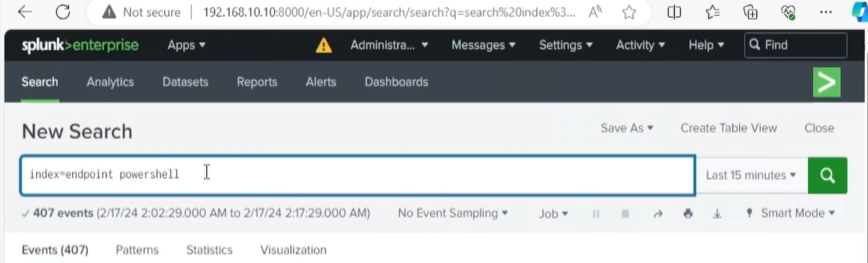 Not secure 192.168.10.10:8000/en-US/app/search/search?q=search%20index%3...
splunk>enterprise Apps Administra... Messages Settings Activity Help Find
Search Analytics Datasets Reports Alerts Dashboards
New Search Save As Create Table View Close
index=endpoint powershell Last 15 minutes
407 events (2/17/24 2:02:29.000 AM to 2/17/24 2:17:29.000 AM) No Event Sampling Job Smart Mode
Events (407) Patterns Statistics Visualization